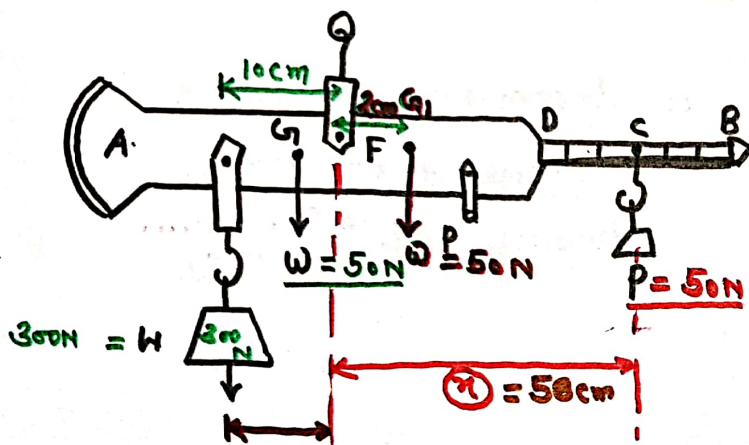 10cm
2cm G1
G F
A
D C B
W = 50N
ω P = 50N
P = 50N
300N = W
300
N
x = 58cm